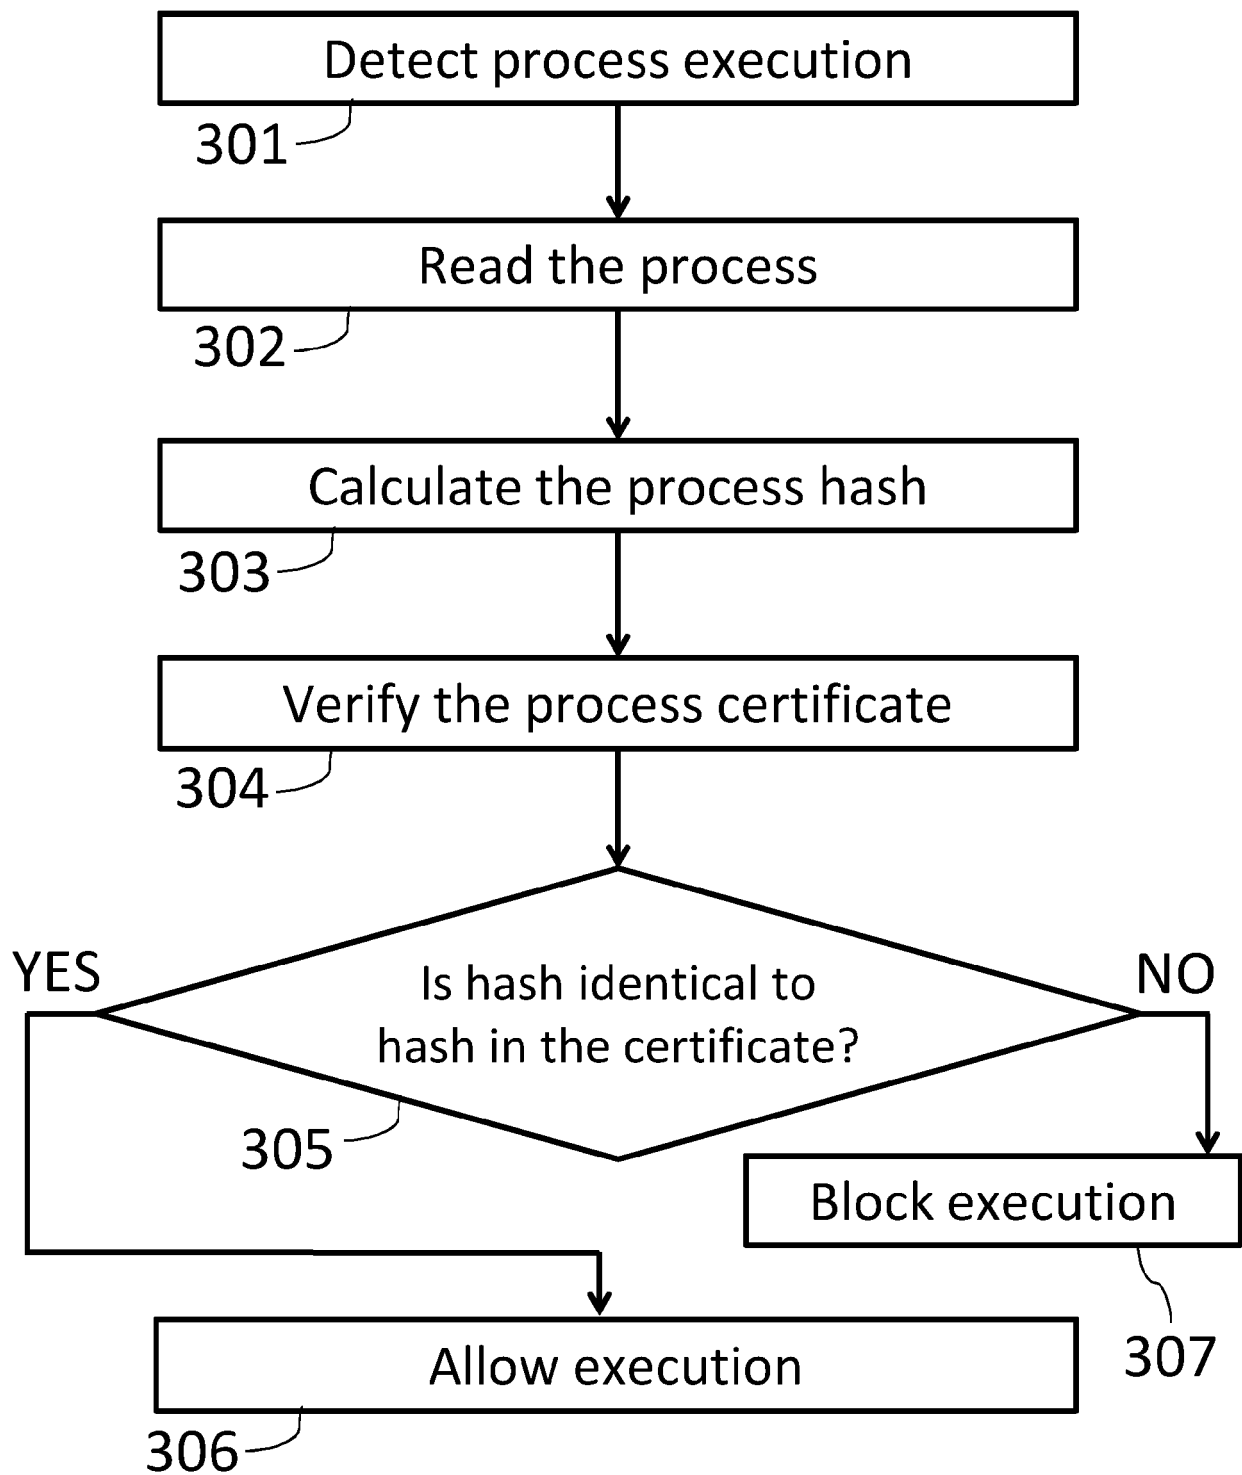 Detect process execution
301
Read the process
302
Calculate the process hash
303
Verify the process certificate
304
YES
NO
Is hash identical to
hash in the certificate?
305
Block execution
307
Allow execution
306